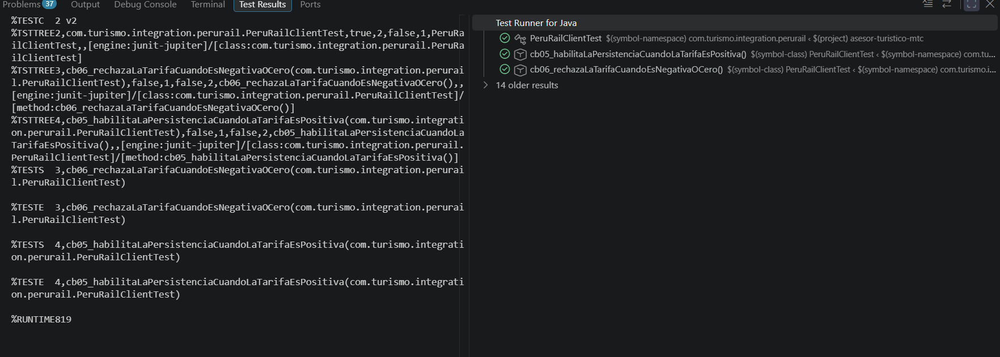 Problems 37 Output Debug Console Terminal Test Results Ports
%TESTC  2 v2
%TSTTREE2,com.turismo.integration.perurail.PeruRailClientTest,true,2,false,1,PeruRa
ilClientTest,,[engine:junit-jupiter]/[class:com.turismo.integration.perurail.PeruRa
ilClientTest]
%TSTTREE3,cb06_rechazaLaTarifaCuandoEsNegativaOCero(com.turismo.integration.perurai
l.PeruRailClientTest),false,1,false,2,cb06_rechazaLaTarifaCuandoEsNegativaOCero(),,
[engine:junit-jupiter]/[class:com.turismo.integration.perurail.PeruRailClientTest]/
[method:cb06_rechazaLaTarifaCuandoEsNegativaOCero()]
%TSTTREE4,cb05_habilitaLaPersistenciaCuandoLaTarifaEsPositiva(com.turismo.integrati
on.perurail.PeruRailClientTest),false,1,false,2,cb05_habilitaLaPersistenciaCuandoLa
TarifaEsPositiva(),,[engine:junit-jupiter]/[class:com.turismo.integration.perurail.
PeruRailClientTest]/[method:cb05_habilitaLaPersistenciaCuandoLaTarifaEsPositiva()]
%TESTS  3,cb06_rechazaLaTarifaCuandoEsNegativaOCero(com.turismo.integration.perurai
l.PeruRailClientTest)
%TESTE  3,cb06_rechazaLaTarifaCuandoEsNegativaOCero(com.turismo.integration.perurai
l.PeruRailClientTest)
%TESTS  4,cb05_habilitaLaPersistenciaCuandoLaTarifaEsPositiva(com.turismo.integrati
on.perurail.PeruRailClientTest)
%TESTE  4,cb05_habilitaLaPersistenciaCuandoLaTarifaEsPositiva(com.turismo.integrati
on.perurail.PeruRailClientTest)
%RUNTIME819
Test Runner for Java
PeruRailClientTest $(symbol-namespace) com.turismo.integration.perurail ‹ $(project) asesor-turistico-mtc
cb05_habilitaLaPersistenciaCuandoLaTarifaEsPositiva() $(symbol-class) PeruRailClientTest ‹ $(symbol-namespace) com.tu...
cb06_rechazaLaTarifaCuandoEsNegativaOCero() $(symbol-class) PeruRailClientTest ‹ $(symbol-namespace) com.turismo.i...
14 older results